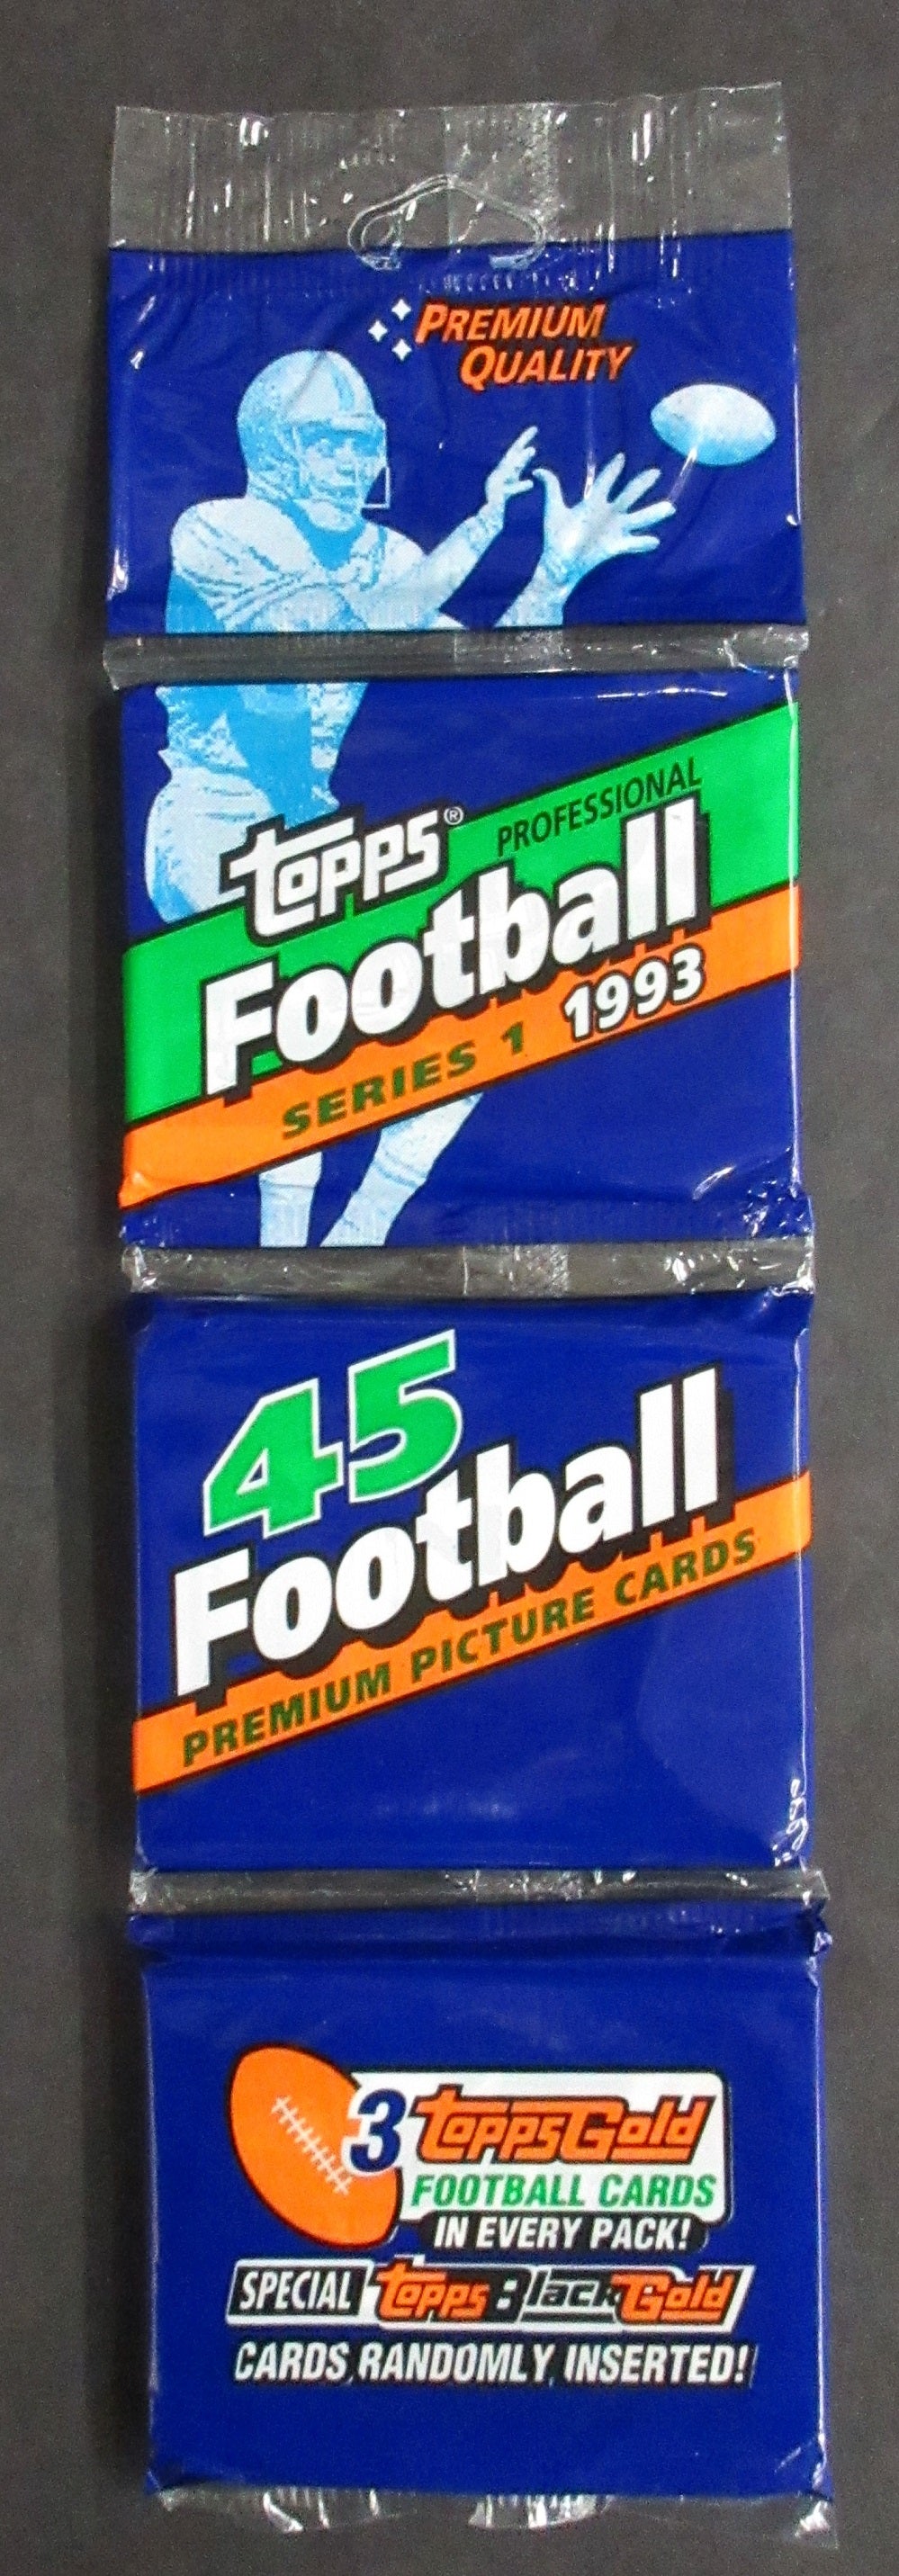 PREMIUM
QUALITY
Topps®
PROFESSIONAL
Football
SERIES 1 1993
45
Football
PREMIUM PICTURE CARDS
3 ToppsGold
FOOTBALL CARDS
IN EVERY PACK!
SPECIAL Topps Black Gold
CARDS RANDOMLY INSERTED!